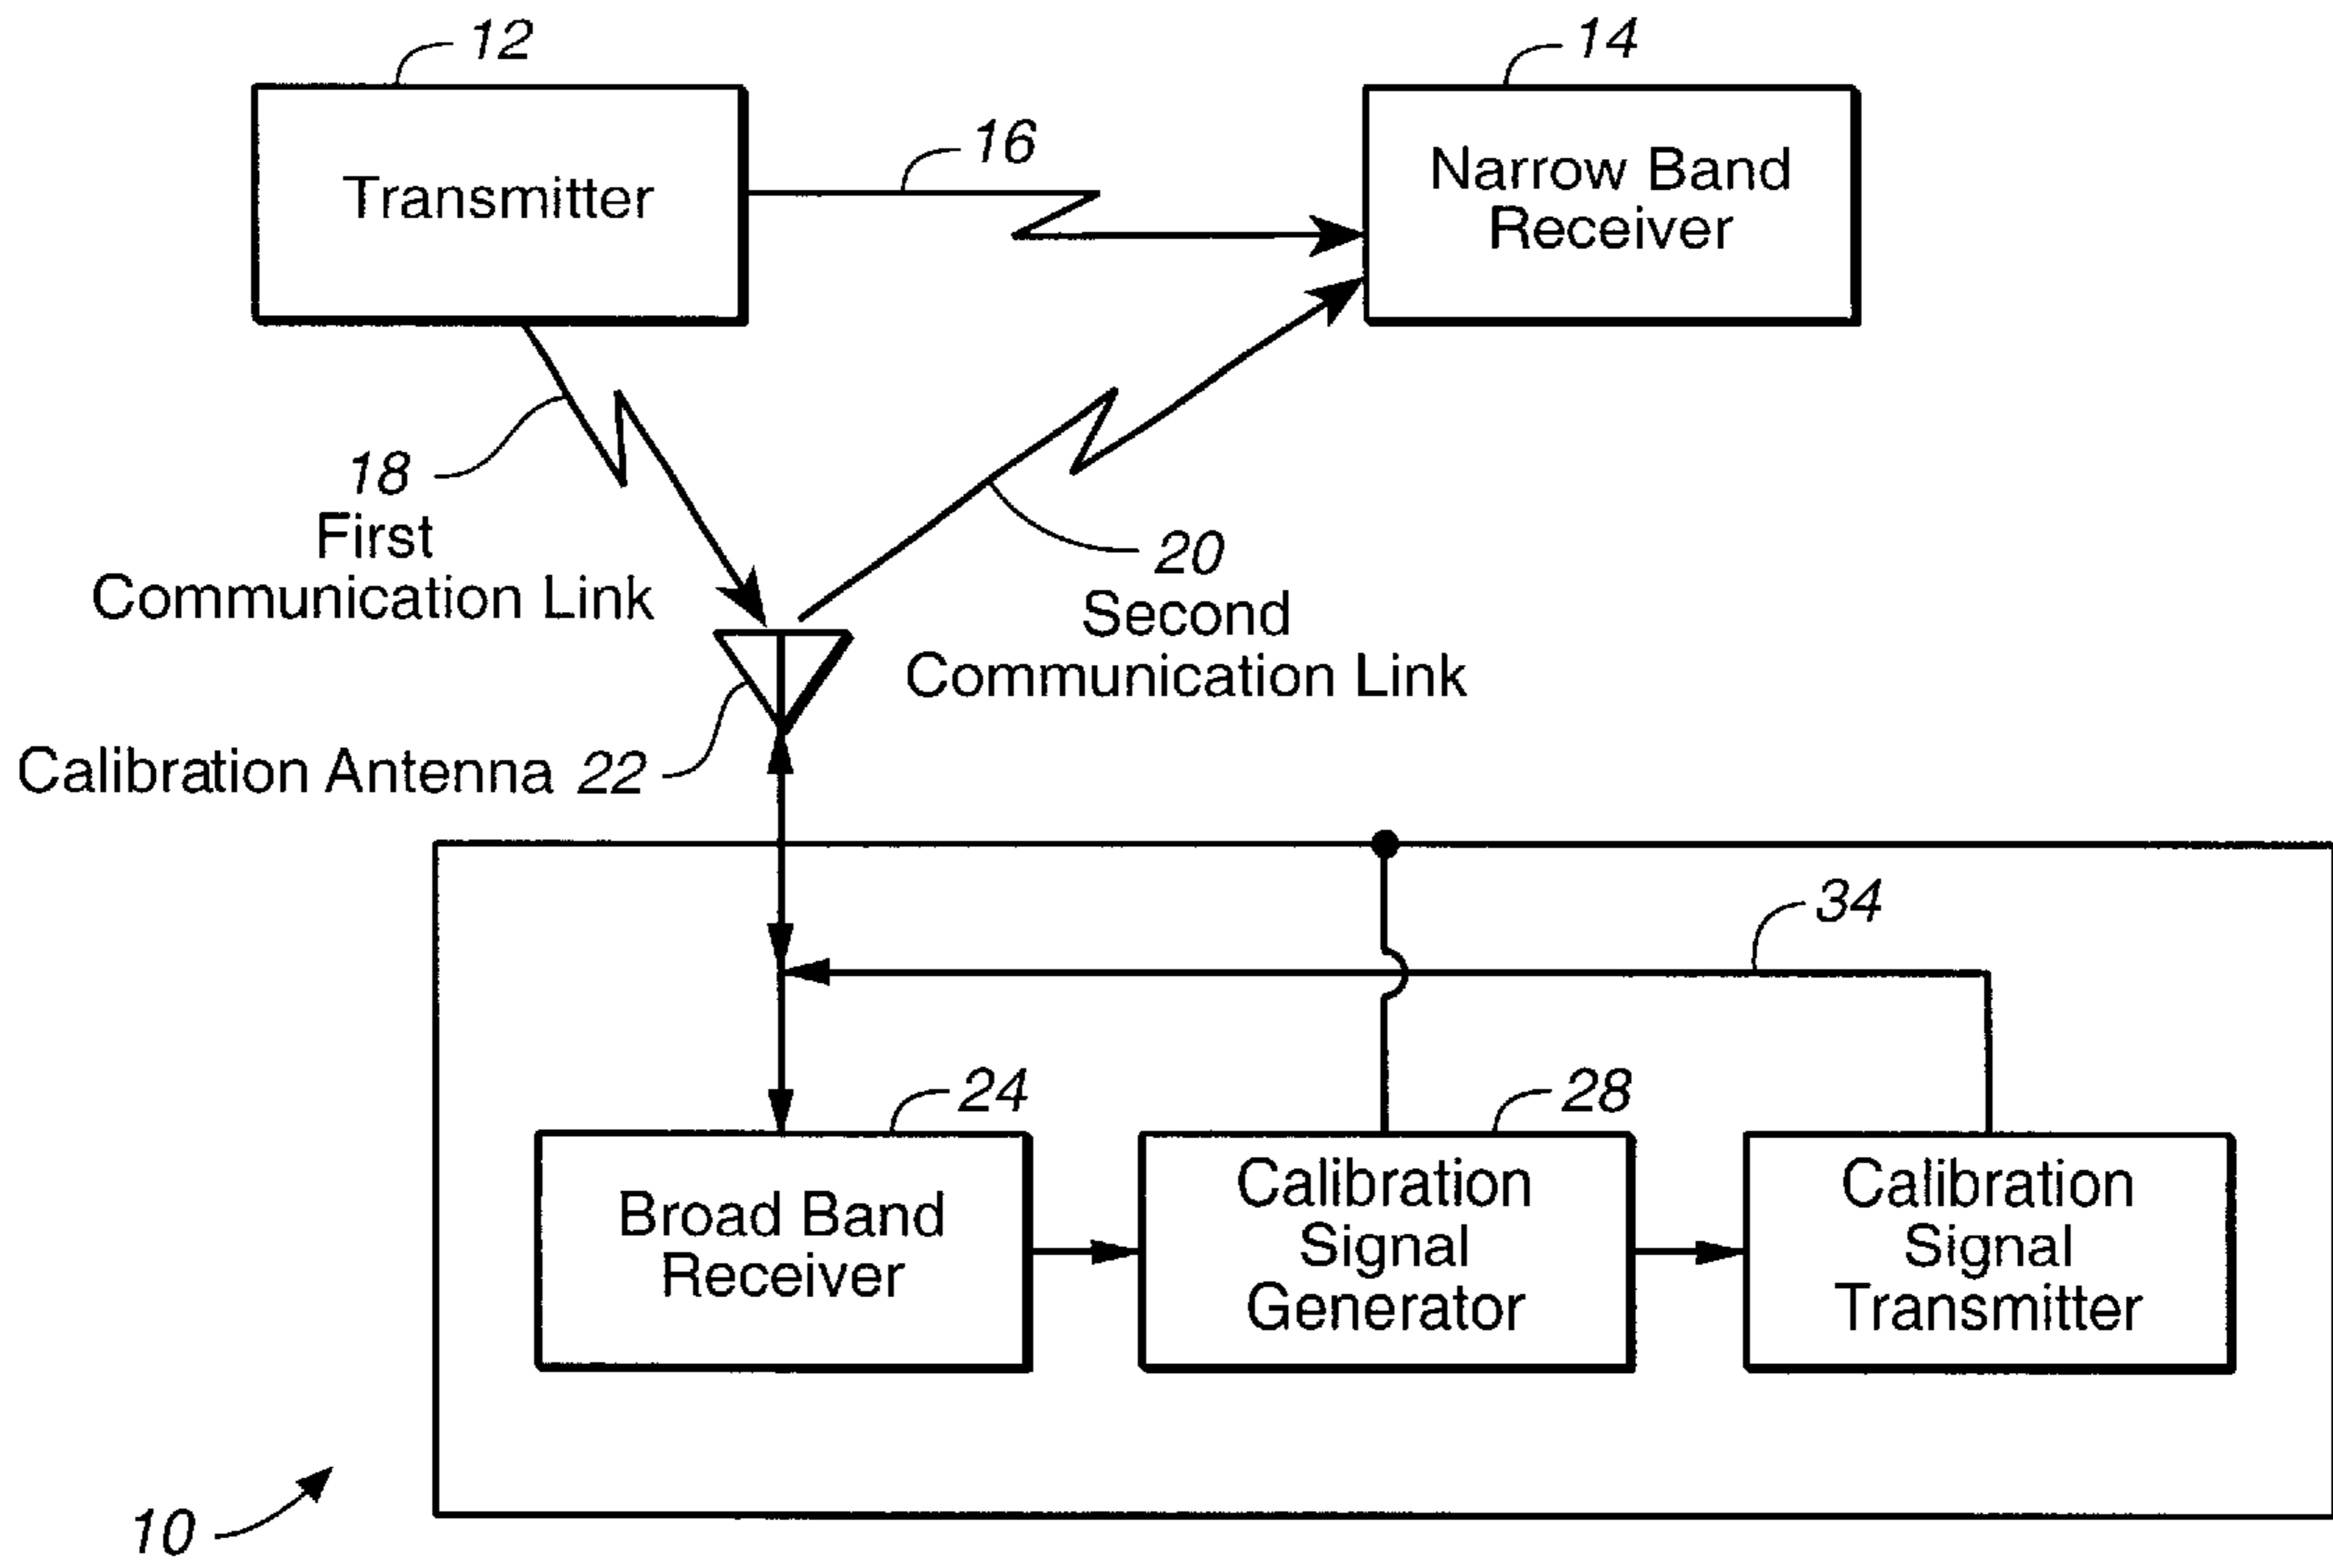 12
14
16
Transmitter
Narrow Band
Receiver
18
First
Communication Link
20
Second
Communication Link
Calibration Antenna 22
34
24
28
Broad Band
Receiver
Calibration
Signal
Generator
Calibration
Signal
Transmitter
10